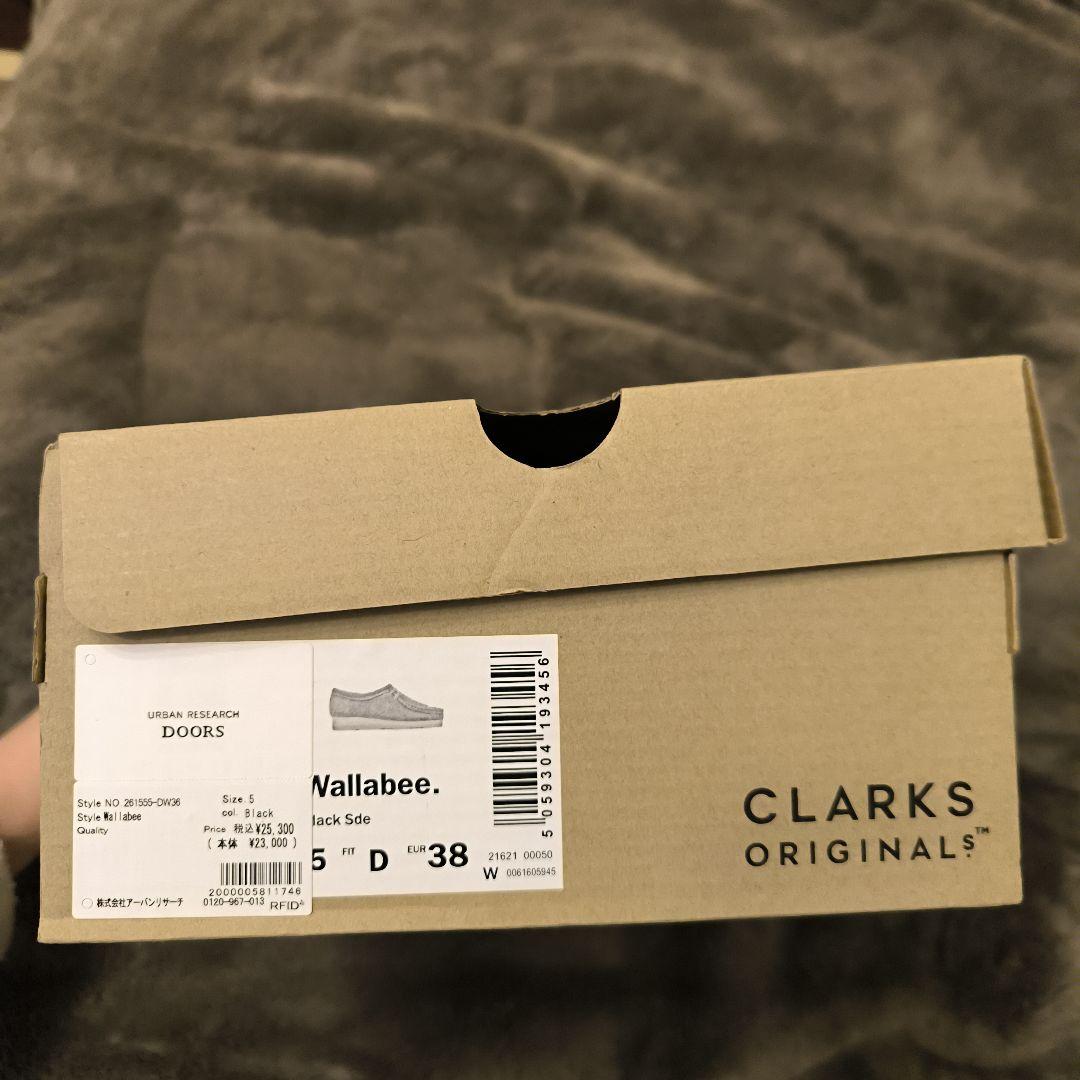 URBAN RESEARCH
DOORS
Style NO. 261555-DW36
Style Wallabee
Quality
Size. 5
col. Black
Price 税込¥25,300
( 本体 ¥23,000 )
2000005811746
株式会社アーバンリサーチ 0120-967-013 RFID
Wallabee.
lack Sde
5 FIT D EUR 38
21621 00050
W 0061605945
5 059304 193456
CLARKS
ORIGINALS™